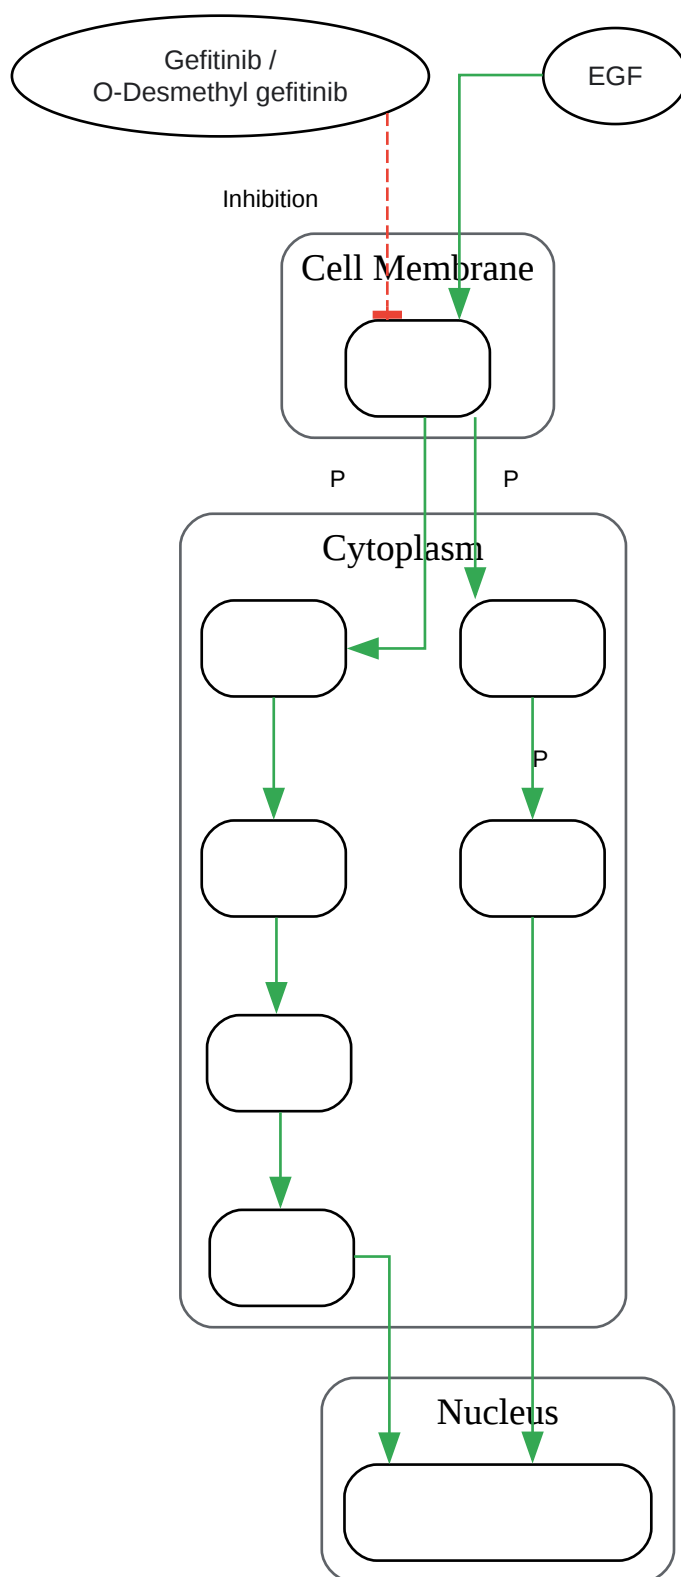 Gefitinib /
O-Desmethyl gefitinib
EGF
Inhibition
Cell Membrane
P
P
Cytoplasm
P
Nucleus